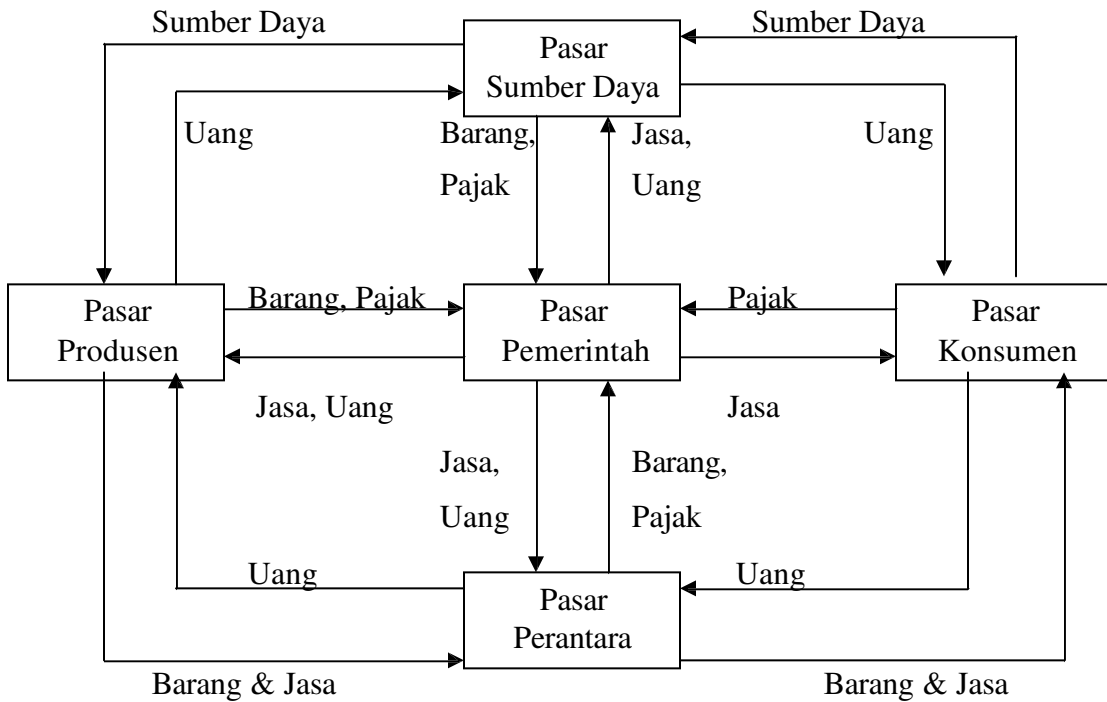 Sumber Daya
Sumber Daya
Pasar
Sumber Daya
Uang
Barang,
Pajak
Jasa,
Uang
Uang
Pasar
Produsen
Barang, Pajak
Pasar
Pemerintah
Pajak
Pasar
Konsumen
Jasa, Uang
Jasa
Jasa,
Uang
Barang,
Pajak
Uang
Pasar
Perantara
Uang
Barang & Jasa
Barang & Jasa